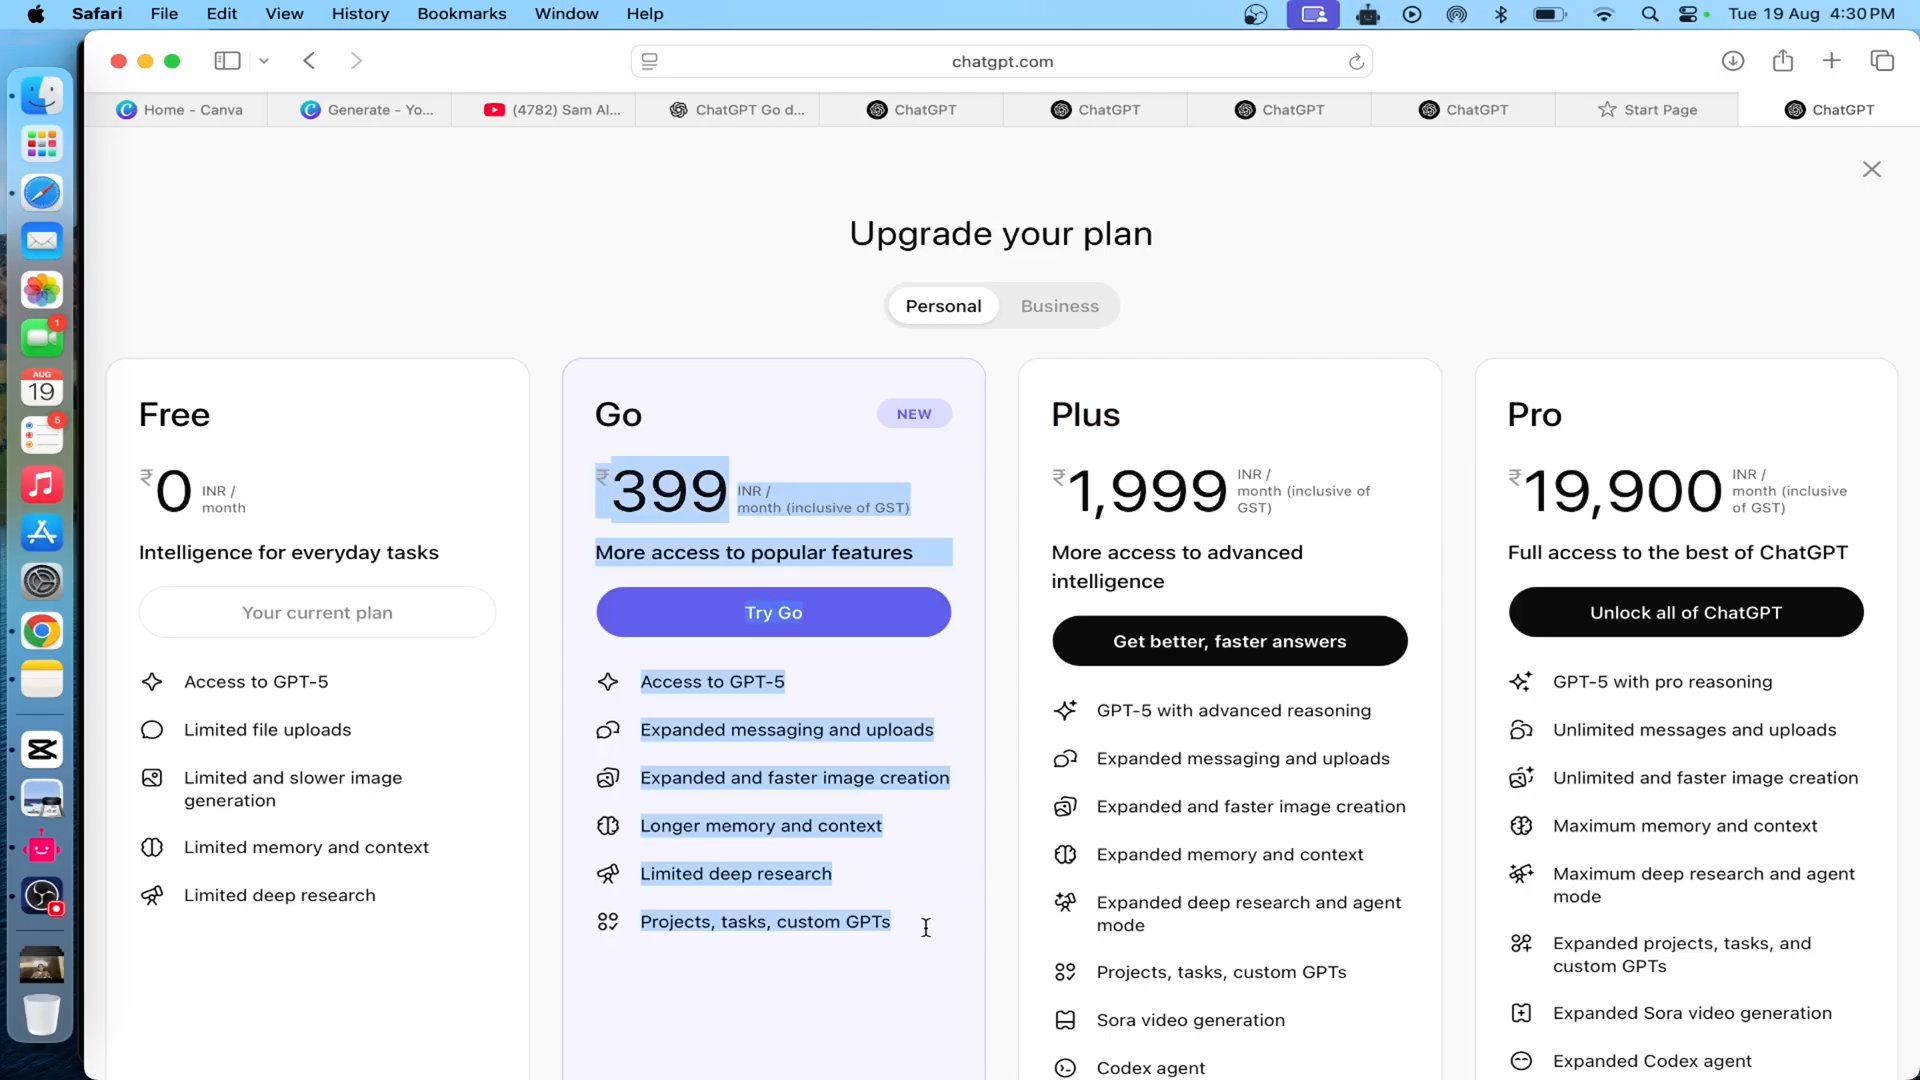 Safari File Edit View History Bookmarks Window Help Tue 19 Aug 4:30 PM
chatgpt.com
Home - Canva Generate - Yo... (4782) Sam Al... ChatGPT Go d... ChatGPT ChatGPT ChatGPT ChatGPT Start Page ChatGPT
Upgrade your plan
Personal Business
Free
₹0 INR /
month
Intelligence for everyday tasks
Your current plan
Access to GPT-5
Limited file uploads
Limited and slower image
generation
Limited memory and context
Limited deep research
Go NEW
₹399 INR /
month (inclusive of GST)
More access to popular features
Try Go
Access to GPT-5
Expanded messaging and uploads
Expanded and faster image creation
Longer memory and context
Limited deep research
Projects, tasks, custom GPTs
Plus
₹1,999 INR /
month (inclusive of
GST)
More access to advanced
intelligence
Get better, faster answers
GPT-5 with advanced reasoning
Expanded messaging and uploads
Expanded and faster image creation
Expanded memory and context
Expanded deep research and agent
mode
Projects, tasks, custom GPTs
Sora video generation
Codex agent
Pro
₹19,900 INR /
month (inclusive
of GST)
Full access to the best of ChatGPT
Unlock all of ChatGPT
GPT-5 with pro reasoning
Unlimited messages and uploads
Unlimited and faster image creation
Maximum memory and context
Maximum deep research and agent
mode
Expanded projects, tasks, and
custom GPTs
Expanded Sora video generation
Expanded Codex agent
1
AUG
19
5